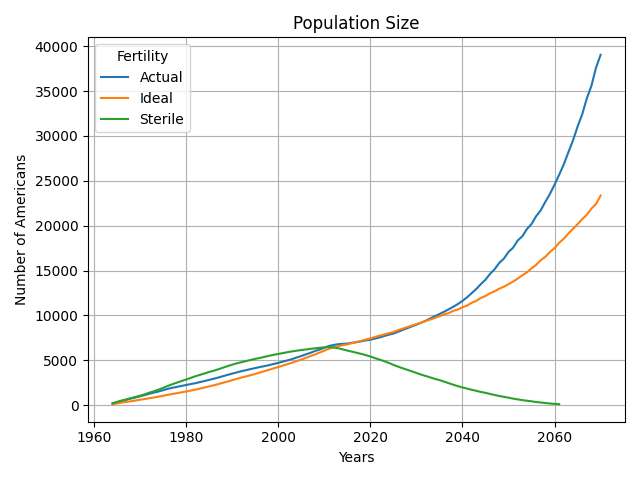 Population Size
Fertility
Actual
Ideal
Sterile
Number of Americans
40000
35000
30000
25000
20000
15000
10000
5000
0
1960 1980 2000 2020 2040 2060
Years